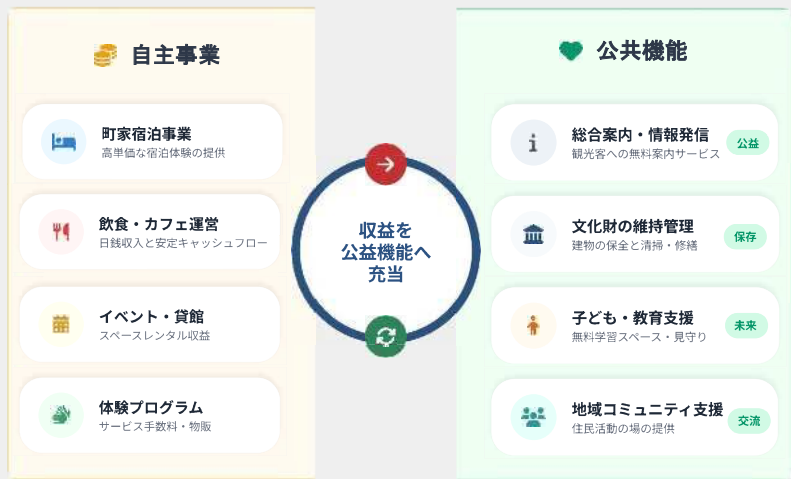 自主事業
町家宿泊事業
高単価な宿泊体験の提供
飲食・カフェ運営
日銭収入と安定キャッシュフロー
イベント・貸館
スペースレンタル収益
体験プログラム
サービス手数料・物販
収益を
公益機能へ
充当
公共機能
総合案内・情報発信
観光客への無料案内サービス
公益
文化財の維持管理
建物の保全と清掃・修繕
保存
子ども・教育支援
無料学習スペース・見守り
未来
地域コミュニティ支援
住民活動の場の提供
交流